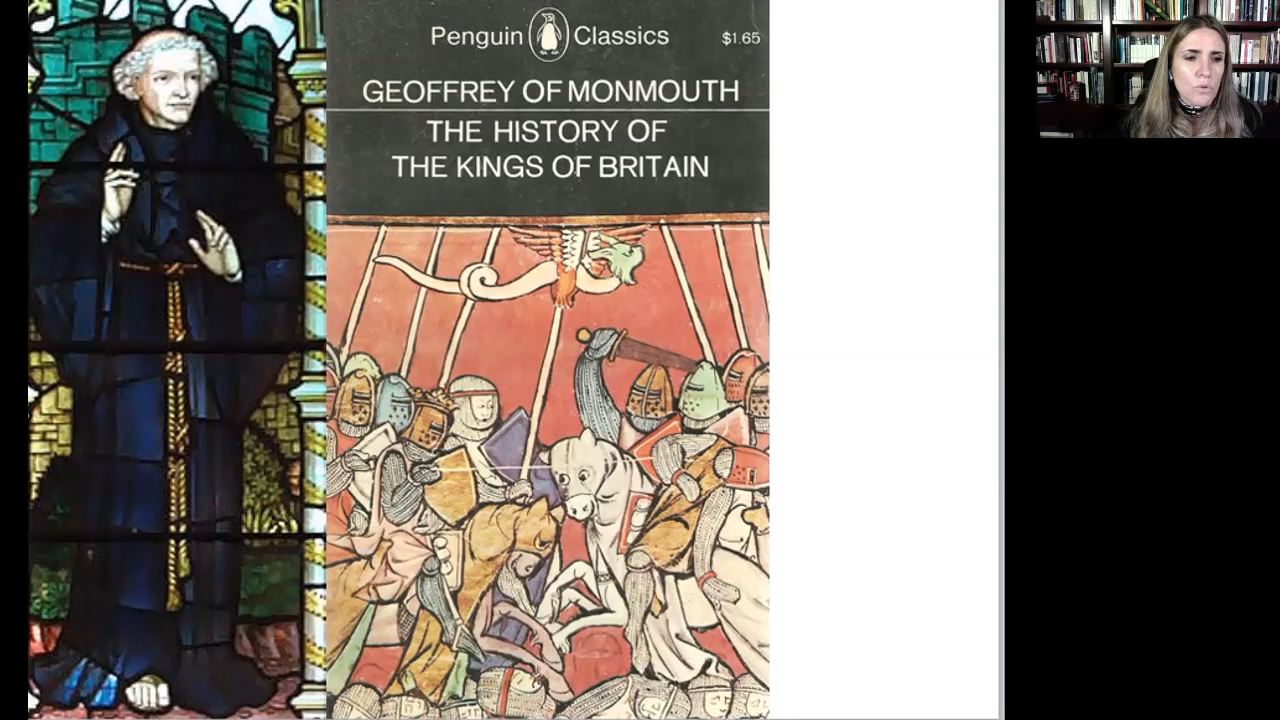 Penguin Classics $1.65
GEOFFREY OF MONMOUTH
THE HISTORY OF
THE KINGS OF BRITAIN